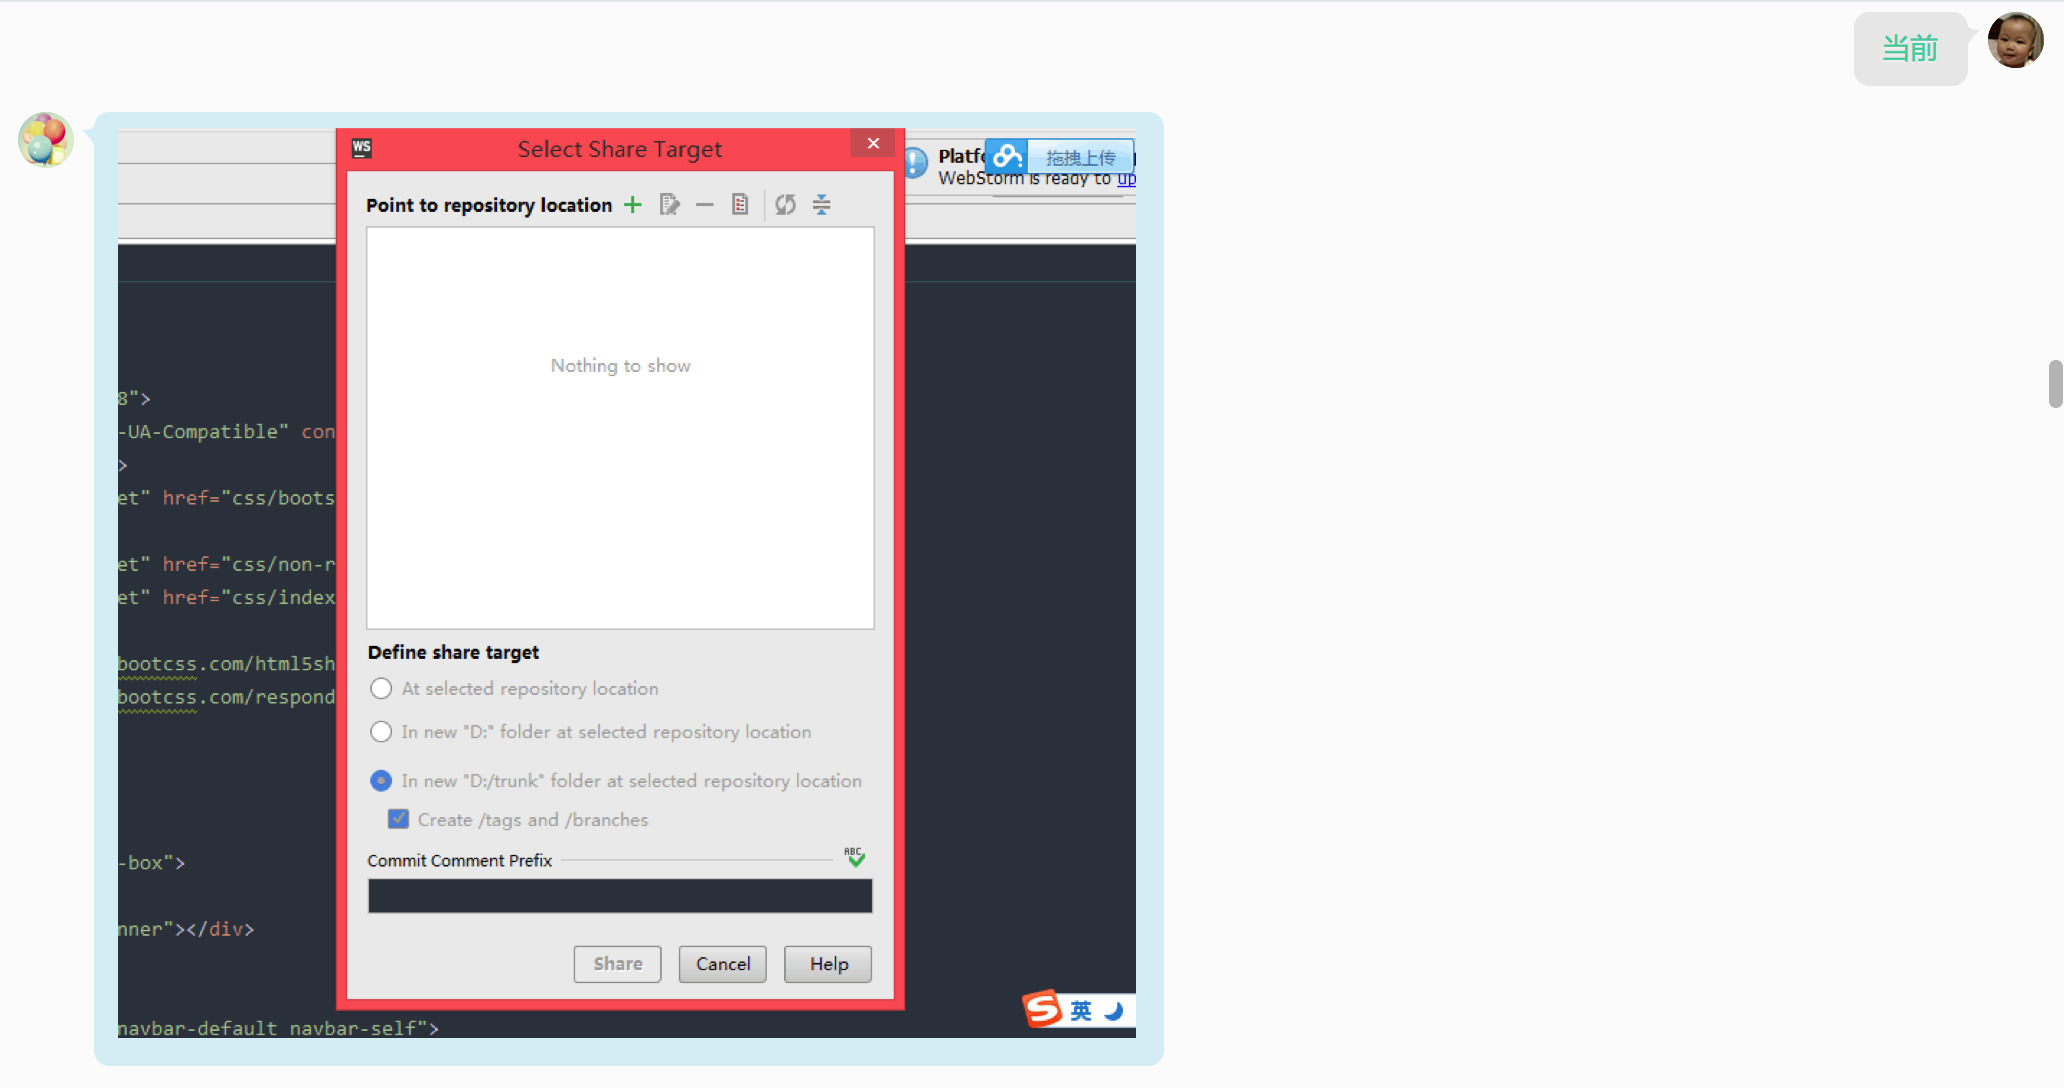 当前
WS
Select Share Target
拖拽上传
WebStorm is ready to up
Point to repository location
Nothing to show
8">
-UA-Compatible" con
>
et" href="css/boots
et" href="css/non-r
et" href="css/index
bootcss.com/html5sh
bootcss.com/respond
Define share target
At selected repository location
In new "D:" folder at selected repository location
In new "D:/trunk" folder at selected repository location
Create /tags and /branches
-box">
Commit Comment Prefix
ABC
nner"></div>
Share
Cancel
Help
英
navbar-default navbar-self">